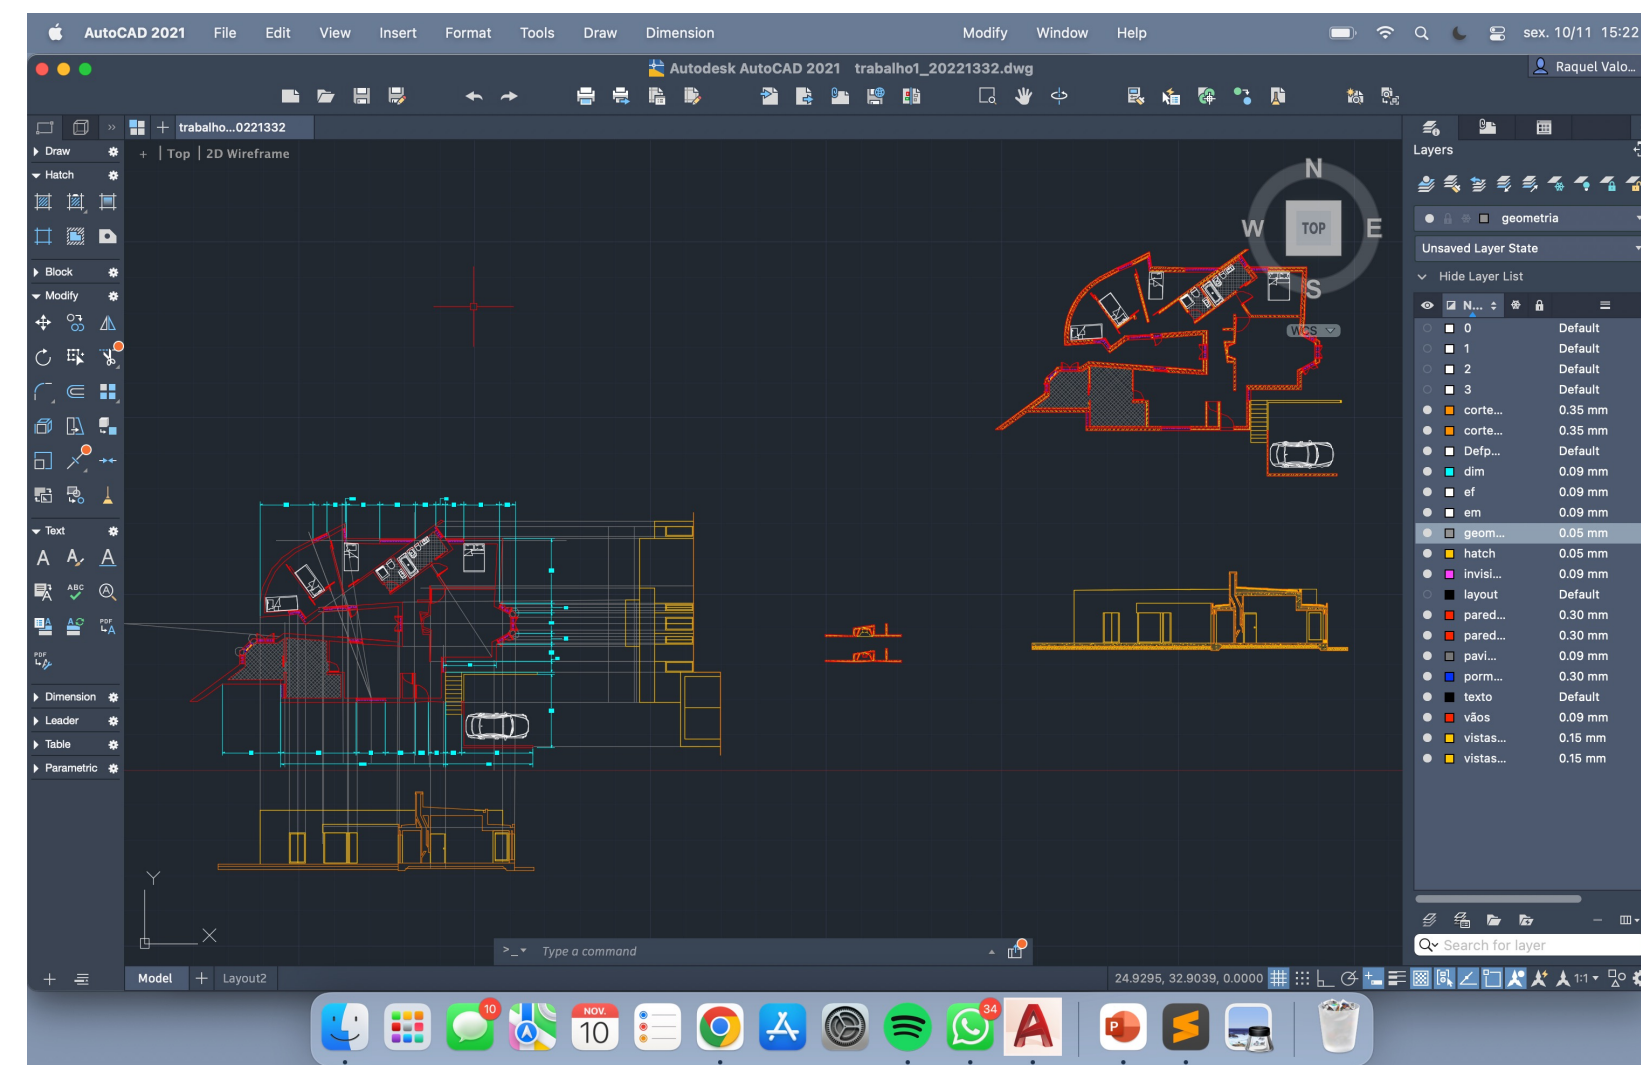 AutoCAD 2021 File Edit View Insert Format Tools Draw Dimension Modify Window Help sex. 10/11 15:22
Autodesk AutoCAD 2021 trabalho1_20221332.dwg Raquel Valo...
trabalho...0221332
+ Top 2D Wireframe
Draw
Hatch
Block
Modify
Text
A A A
ABC
PDF
PDF
Dimension
Leader
Table
Parametric
N
W TOP E
S
WCS
Y
X
>_ Type a command
Model + Layout2
24.9295, 32.9039, 0.0000
1:1
Layers
geometria
Unsaved Layer State
Hide Layer List
N...
0 Default
1 Default
2 Default
3 Default
corte... 0.35 mm
corte... 0.35 mm
Defp... Default
dim 0.09 mm
ef 0.09 mm
em 0.09 mm
geom... 0.05 mm
hatch 0.05 mm
invisi... 0.09 mm
layout Default
pared... 0.30 mm
pared... 0.30 mm
pavi... 0.09 mm
porm... 0.30 mm
texto Default
vãos 0.09 mm
vistas... 0.15 mm
vistas... 0.15 mm
Search for layer
10
NOV.
10
34
A
P